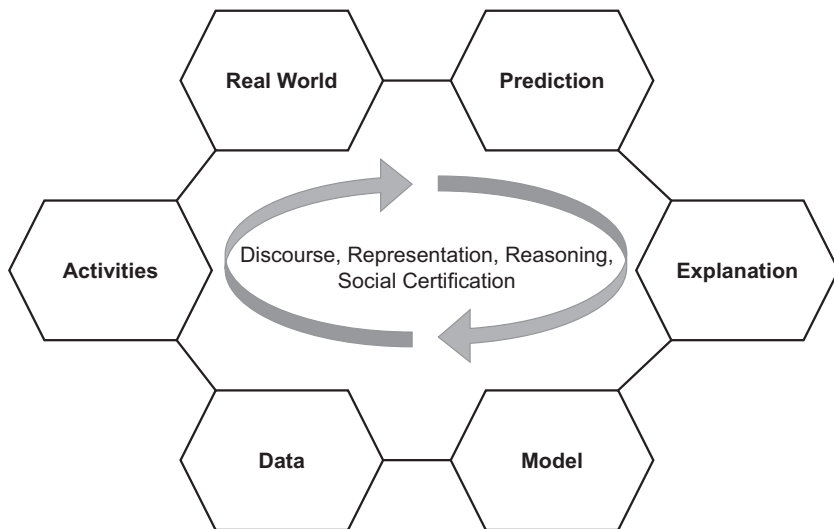 Real World
Prediction
Activities
Discourse, Representation, Reasoning,
Social Certification
Explanation
Data
Model